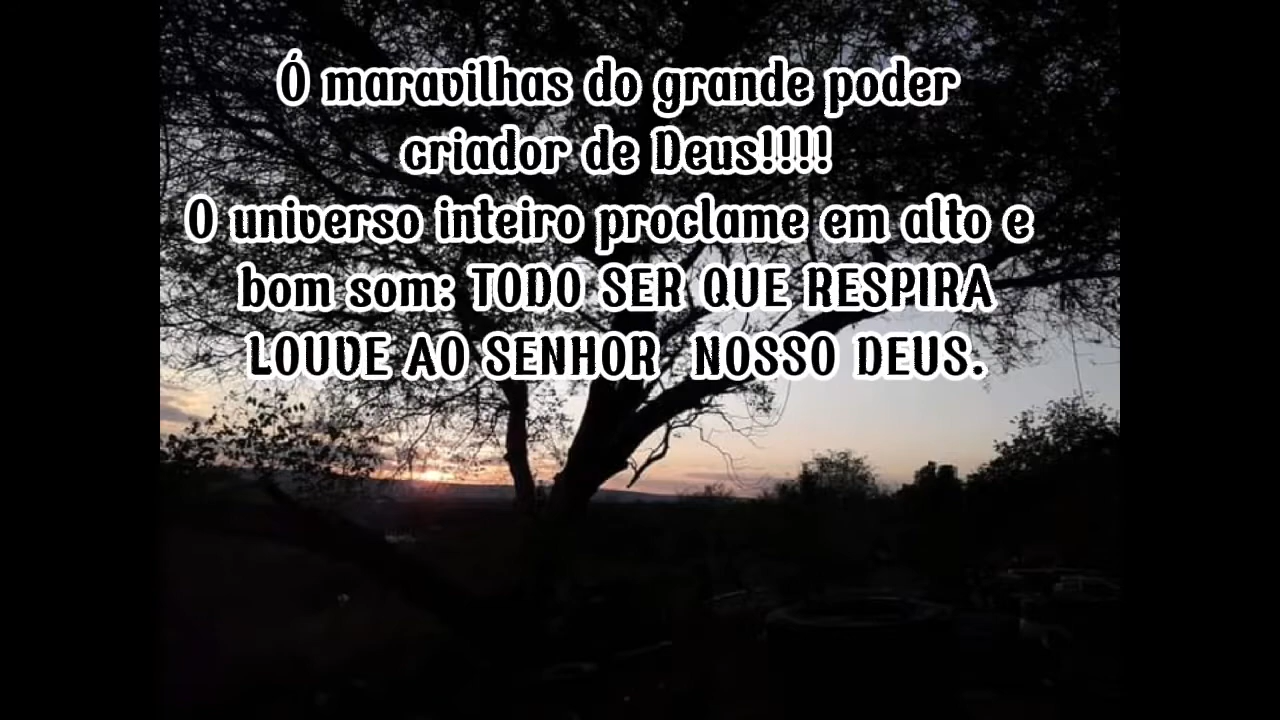 Ó maravilhas do grande poder
criador de Deus!!!!
O universo inteiro proclame em alto e
bom som: TODO SER QUE RESPIRA
LOUVE AO SENHOR NOSSO DEUS.